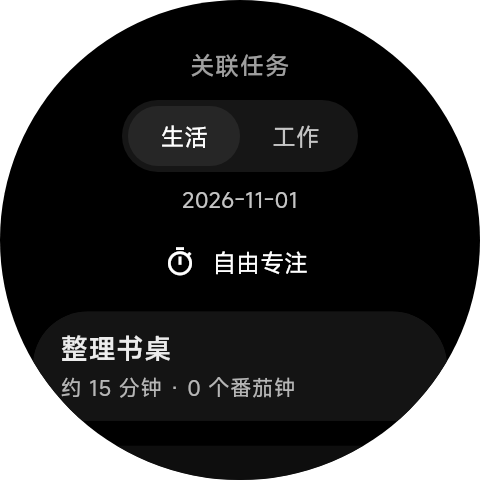 关联任务
生活 工作
2026-11-01
自由专注
整理书桌
约 15 分钟 · 0 个番茄钟